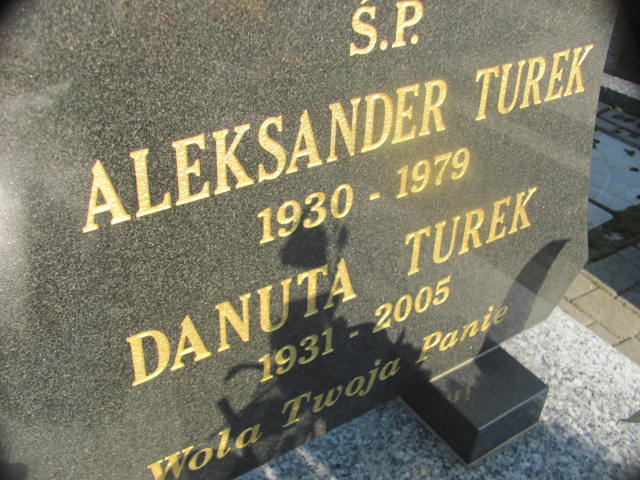 Ś.P.
ALEKSANDER TUREK
1930 - 1979
DANUTA TUREK
1931 - 2005
Wola Twoja Panie